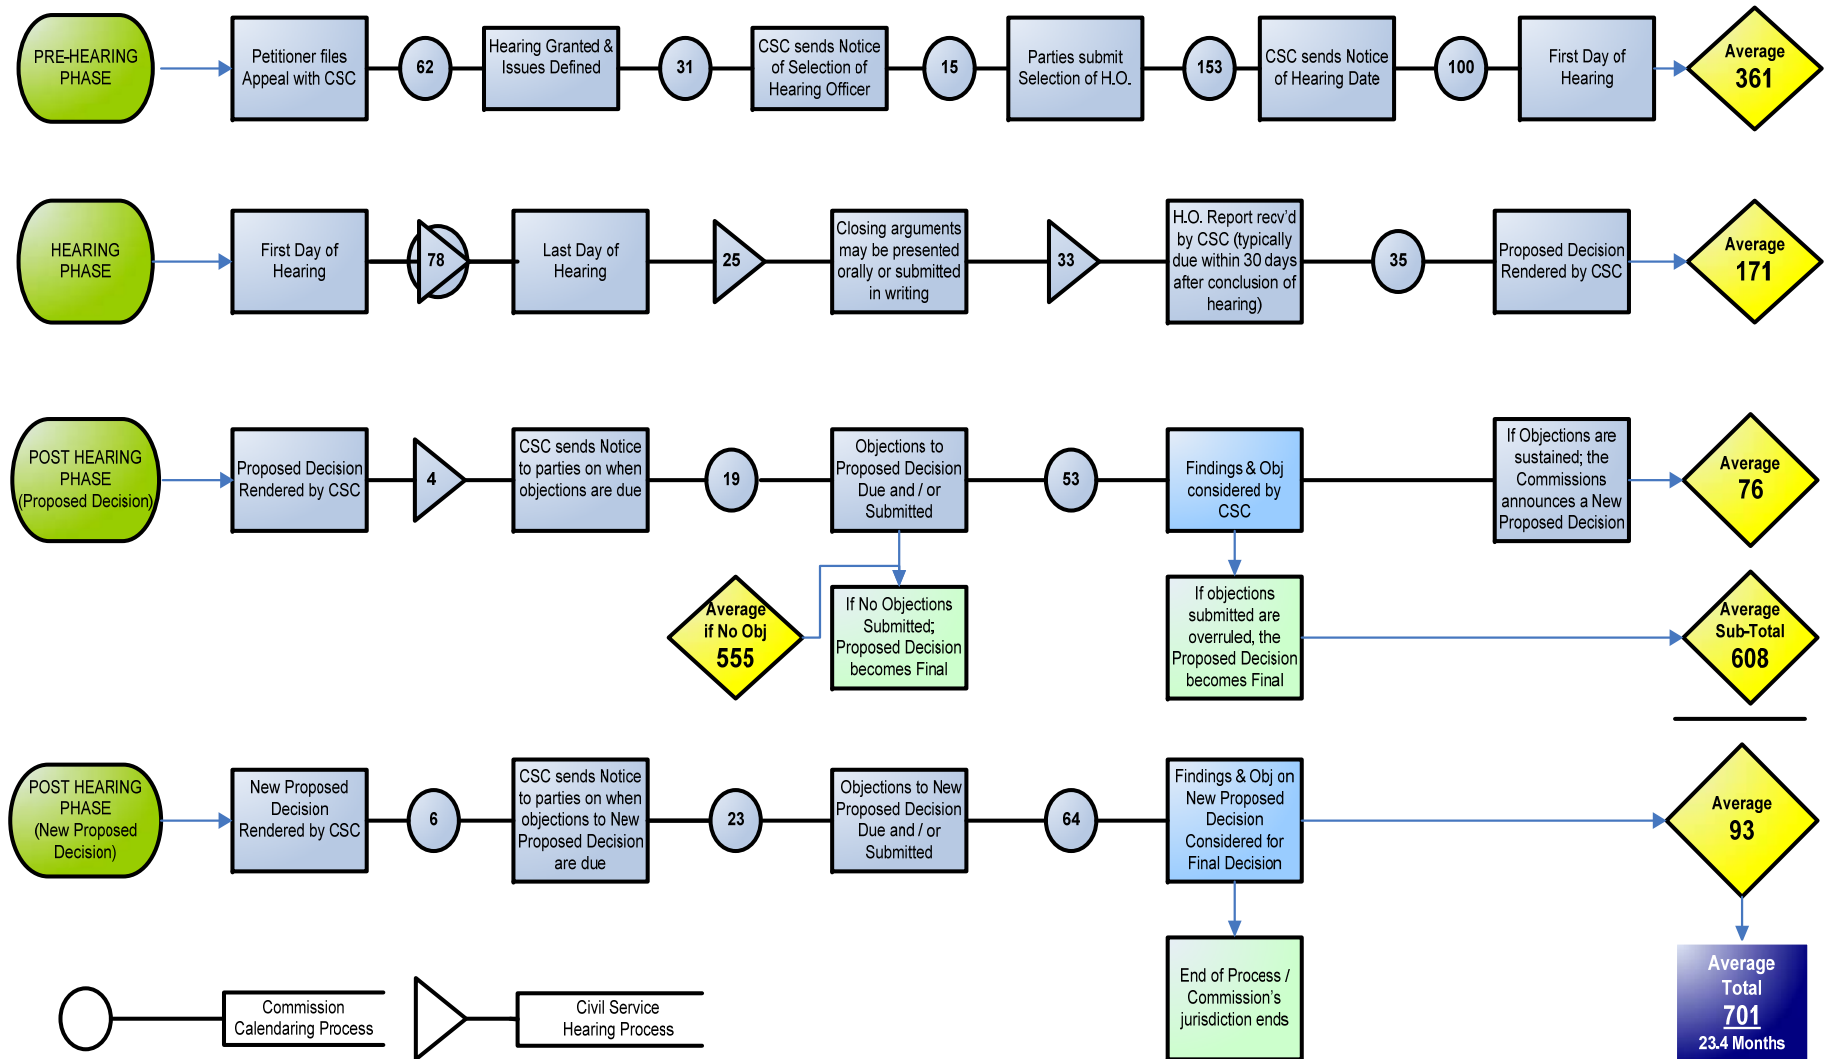 PRE-HEARING
PHASE
Petitioner files
Appeal with CSC
62
Hearing Granted &
Issues Defined
31
CSC sends Notice
of Selection of
Hearing Officer
15
Parties submit
Selection of H.O.
153
CSC sends Notice
of Hearing Date
100
First Day of
Hearing
Average
361
HEARING
PHASE
First Day of
Hearing
78
Last Day of
Hearing
25
Closing arguments
may be presented
orally or submitted
in writing
33
H.O. Report recv'd
by CSC (typically
due within 30 days
after conclusion of
hearing)
35
Proposed Decision
Rendered by CSC
Average
171
POST HEARING
PHASE
(Proposed Decision)
Proposed Decision
Rendered by CSC
4
CSC sends Notice
to parties on when
objections are due
19
Objections to
Proposed Decision
Due and / or
Submitted
53
Findings & Obj
considered by
CSC
If Objections are
sustained; the
Commissions
announces a New
Proposed Decision
Average
76
Average
if No Obj
555
If No Objections
Submitted;
Proposed Decision
becomes Final
If objections
submitted are
overruled, the
Proposed Decision
becomes Final
Average
Sub-Total
608
POST HEARING
PHASE
(New Proposed
Decision)
New Proposed
Decision
Rendered by CSC
6
CSC sends Notice
to parties on when
objections to New
Proposed Decision
are due
23
Objections to New
Proposed Decision
Due and / or
Submitted
64
Findings & Obj on
New Proposed
Decision
Considered for
Final Decision
Average
93
End of Process /
Commission's
jurisdiction ends
Average
Total
701
23.4 Months
Commission
Calendaring Process
Civil Service
Hearing Process